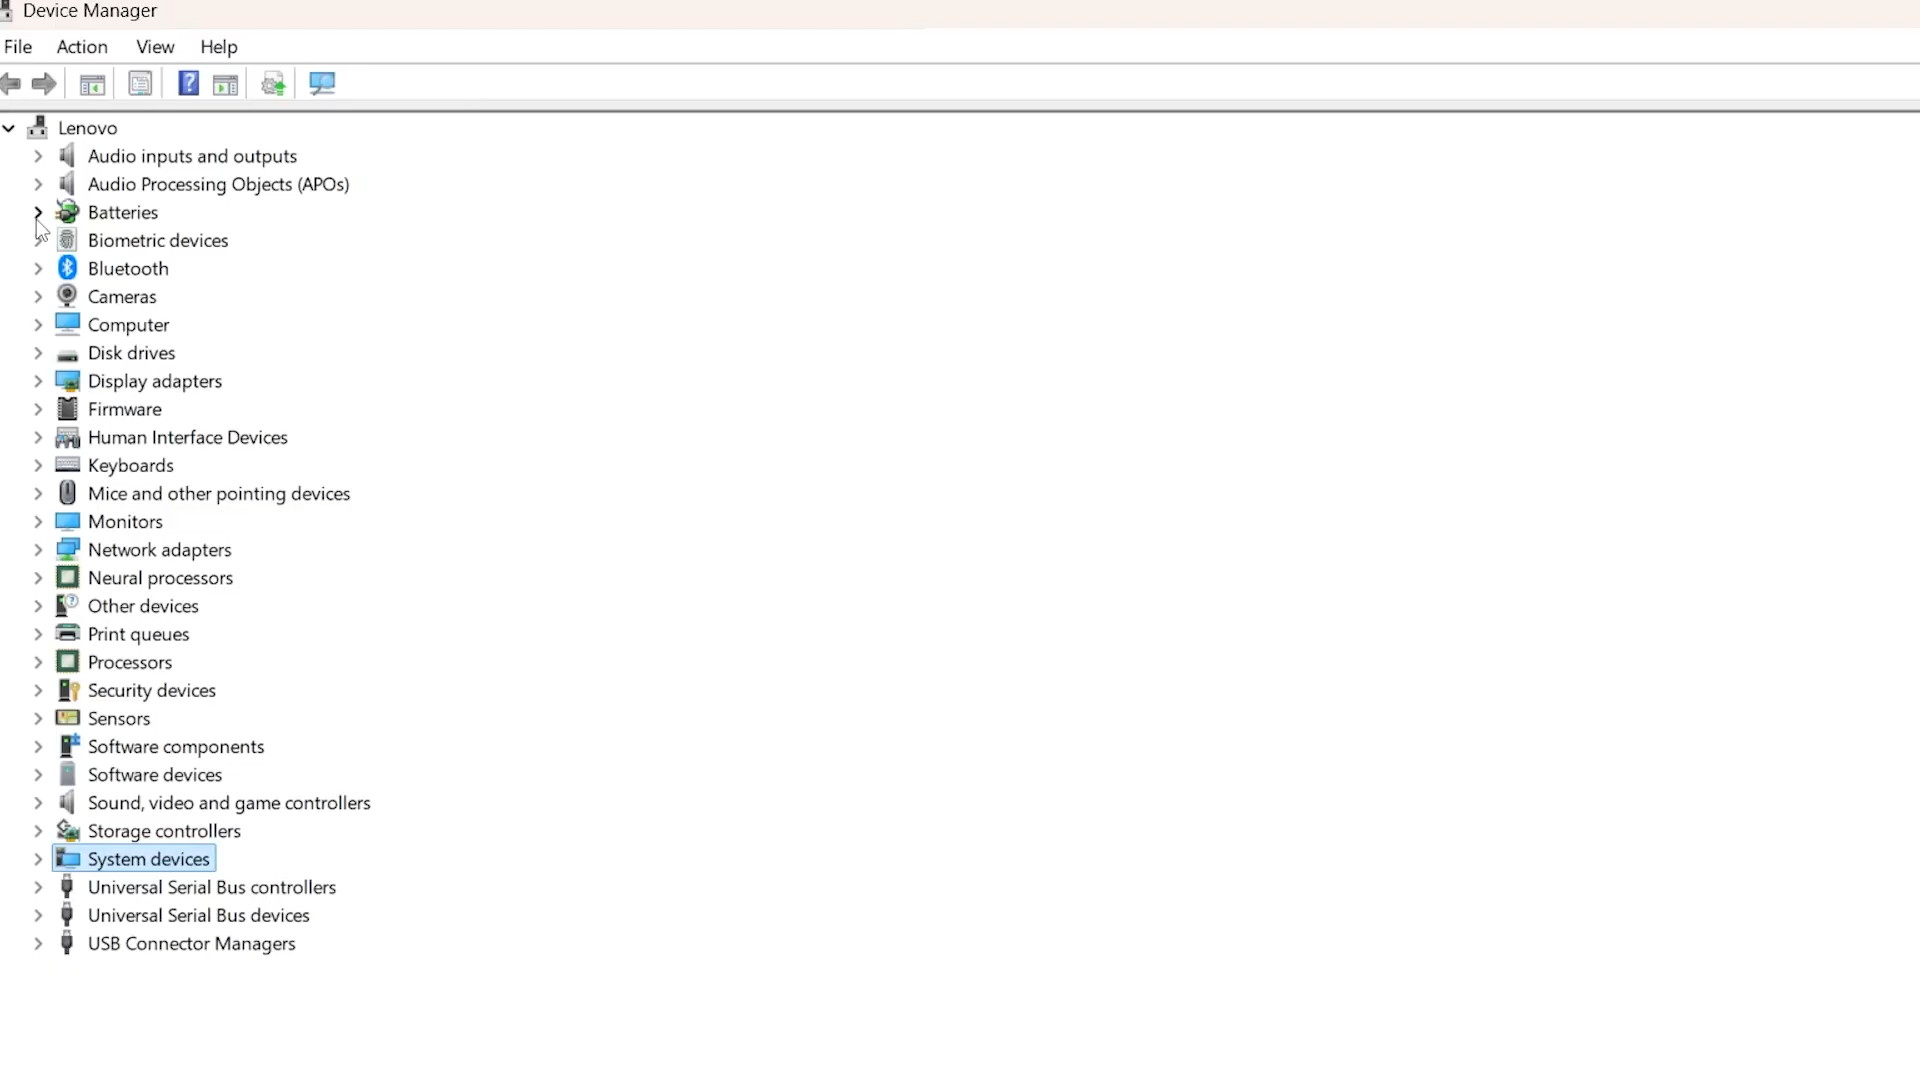 Device Manager
File Action View Help
Lenovo
Audio inputs and outputs
Audio Processing Objects (APOs)
Batteries
Biometric devices
Bluetooth
Cameras
Computer
Disk drives
Display adapters
Firmware
Human Interface Devices
Keyboards
Mice and other pointing devices
Monitors
Network adapters
Neural processors
Other devices
Print queues
Processors
Security devices
Sensors
Software components
Software devices
Sound, video and game controllers
Storage controllers
System devices
Universal Serial Bus controllers
Universal Serial Bus devices
USB Connector Managers